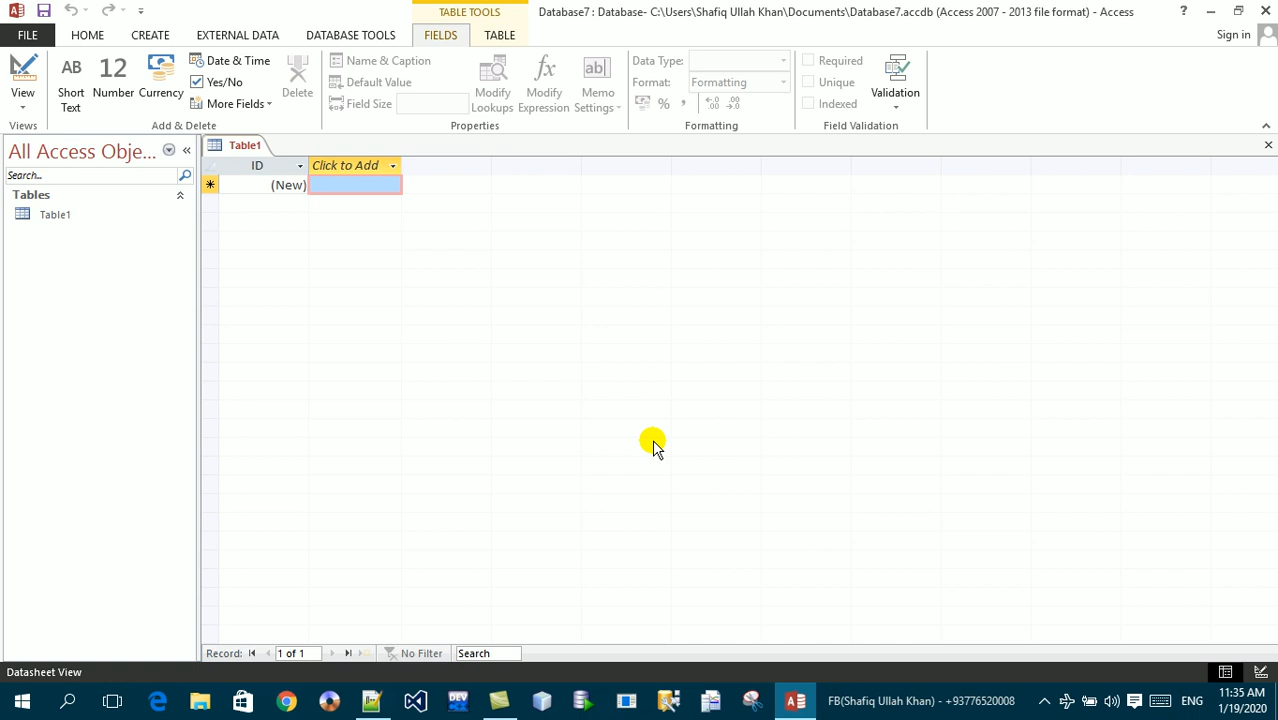 TABLE TOOLS
Database7 : Database- C:\Users\Shafiq Ullah Khan\Documents\Database7.accdb (Access 2007 - 2013 file format) - Access
?
FILE HOME CREATE EXTERNAL DATA DATABASE TOOLS FIELDS TABLE Sign in
View
Views
AB Short Text
12 Number
Currency
Date & Time
Yes/No
More Fields
Delete
Add & Delete
Name & Caption
Default Value
Field Size
Modify Lookups
fx Modify Expression
ab| Memo Settings
Properties
Data Type:
Format: Formatting
% , .0 .00 .00 .0
Formatting
Required
Unique
Indexed
Validation
Field Validation
All Access Obje...
Search...
Tables
Table1
Table1
ID Click to Add
(New)
Record: 1 of 1 No Filter Search
Datasheet View
DEV
FB(Shafiq Ullah Khan) - +93776520008
ENG
11:35 AM
1/19/2020